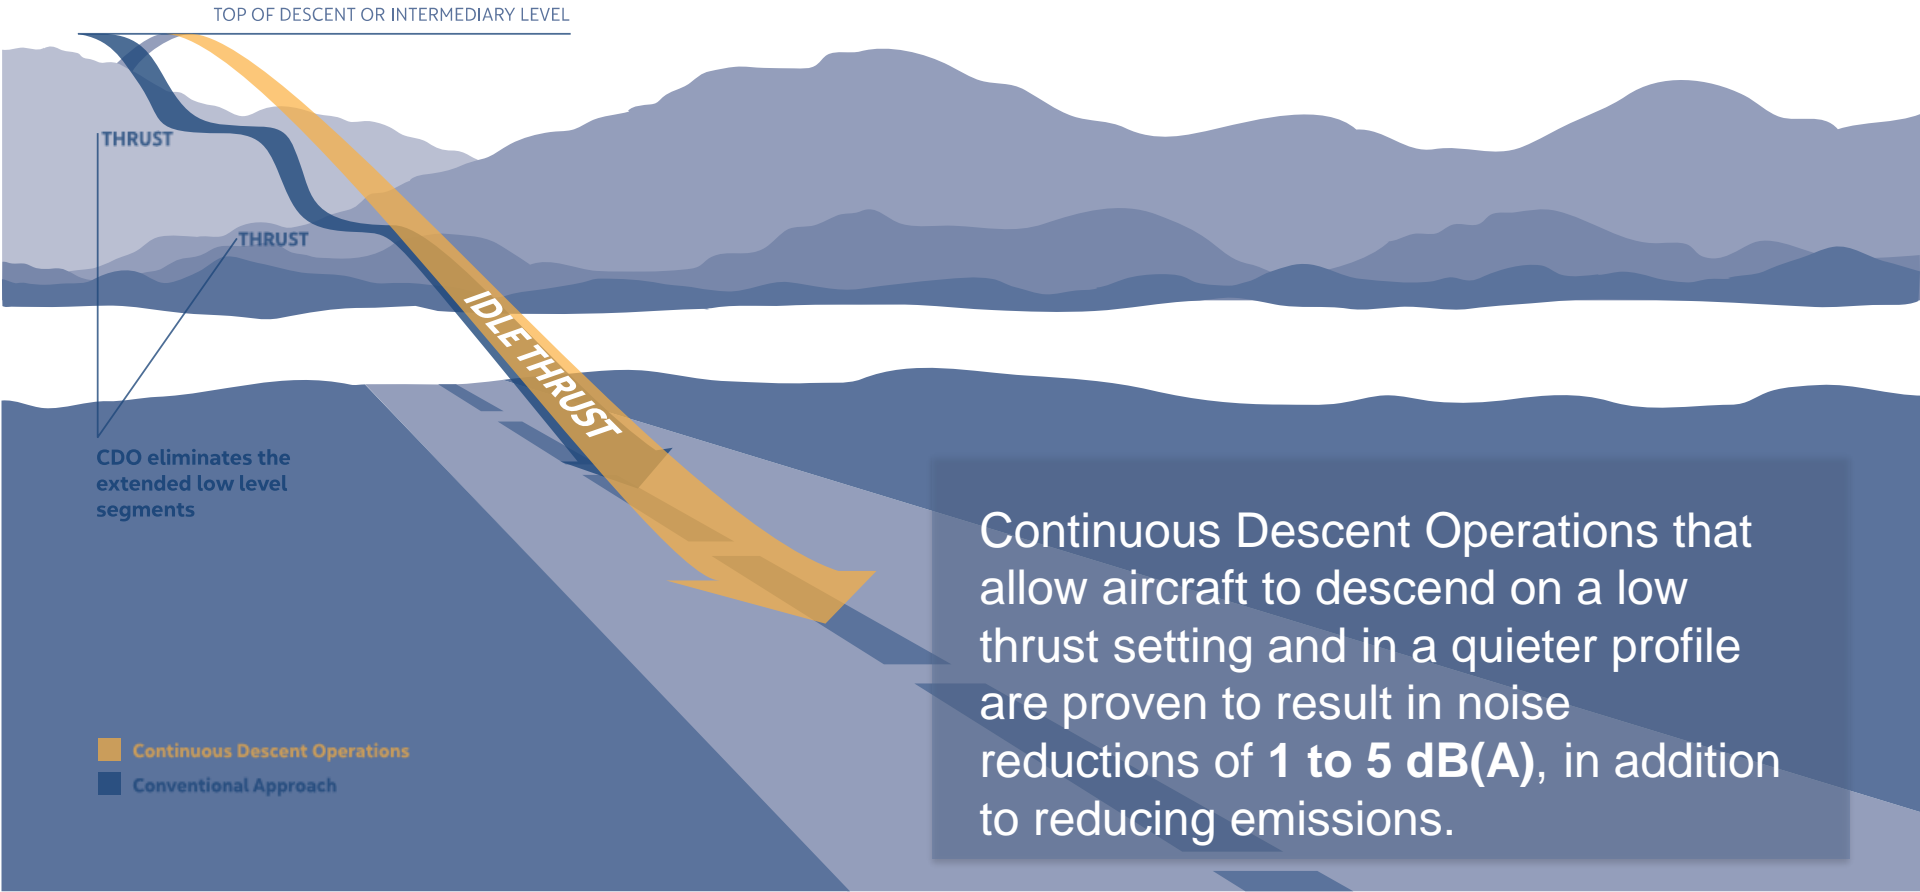 TOP OF DESCENT OR INTERMEDIARY LEVEL
THRUST
THRUST
IDLE THRUST
CDO eliminates the
extended low level
segments
Continuous Descent Operations
Conventional Approach
Continuous Descent Operations that
allow aircraft to descend on a low
thrust setting and in a quieter profile
are proven to result in noise
reductions of 1 to 5 dB(A), in addition
to reducing emissions.